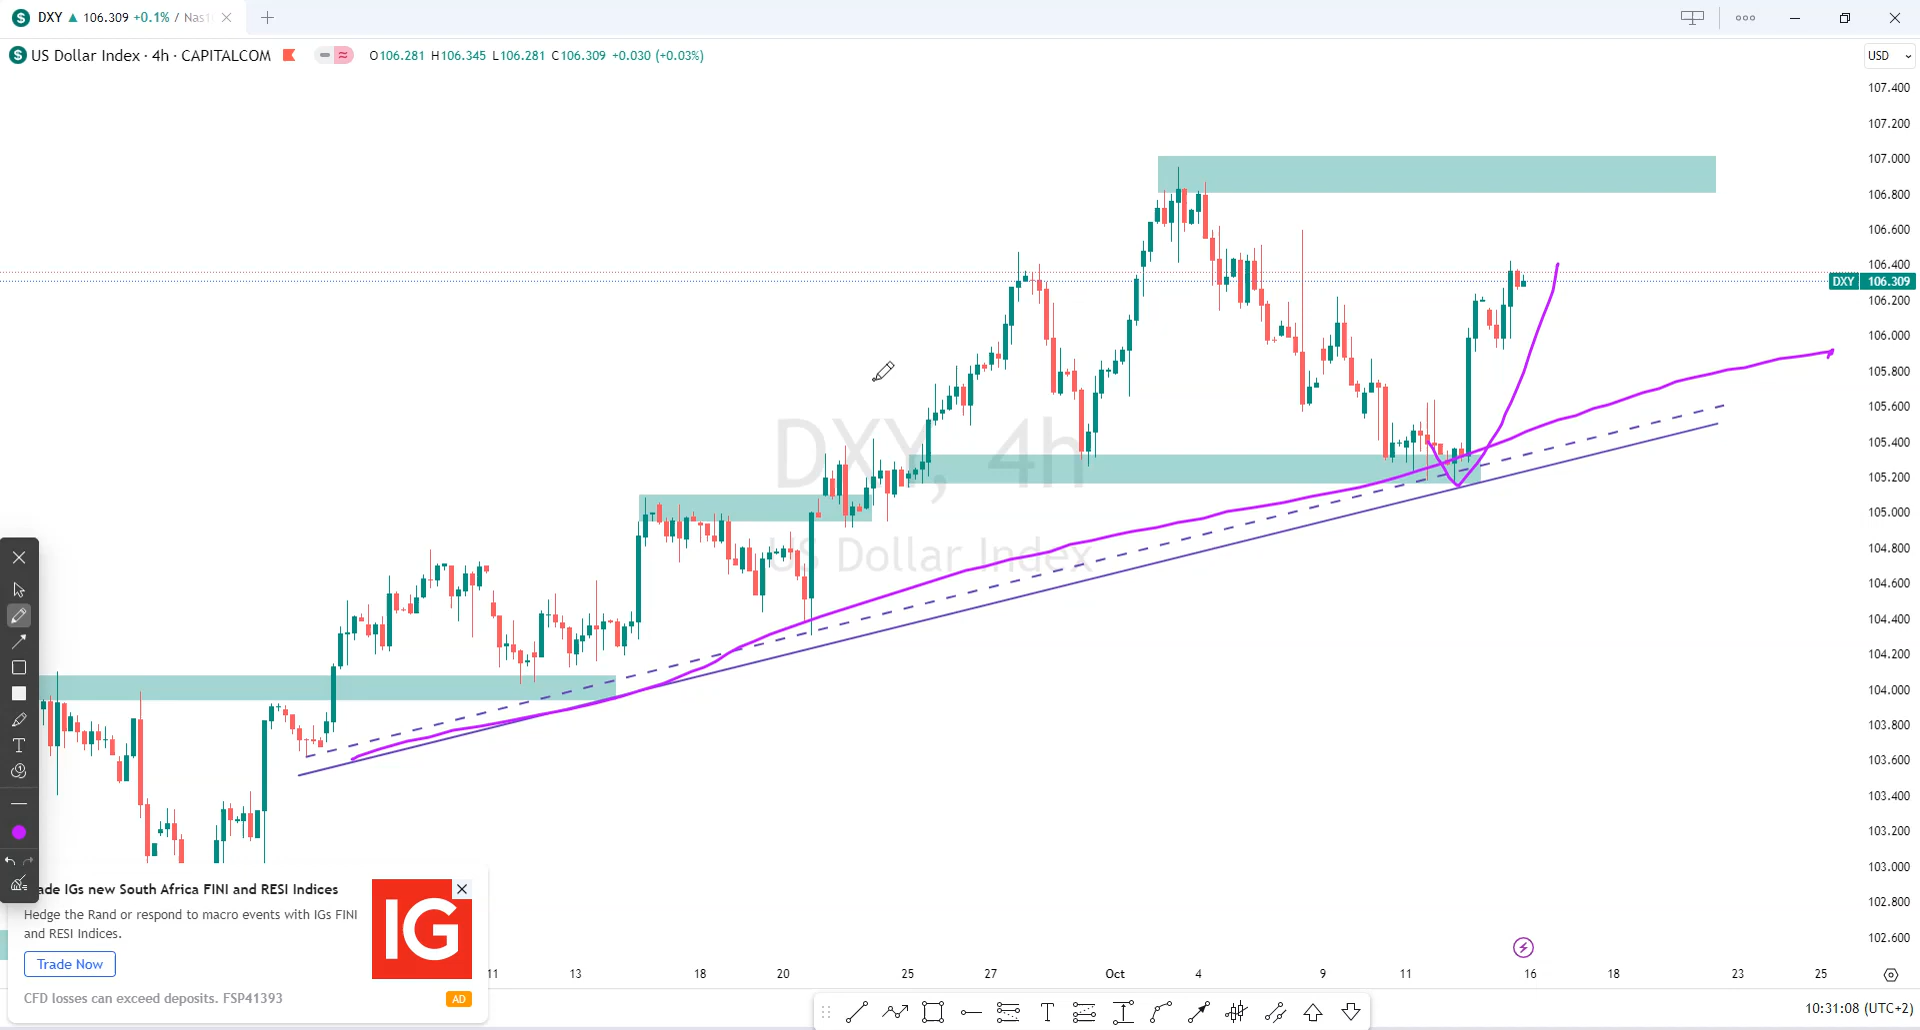 DXY ▲ 106.309 +0.1% / Nas1
US Dollar Index · 4h · CAPITALCOM
O106.281 H106.345 L106.281 C106.309 +0.030 (+0.03%)
USD
107.400
107.200
107.000
106.800
106.600
106.400
DXY 106.309
106.200
106.000
105.800
105.600
105.400
105.200
105.000
104.800
104.600
104.400
104.200
104.000
103.800
103.600
103.400
103.200
103.000
102.800
102.600
DXY, 4h
US Dollar Index
ade IGs new South Africa FINI and RESI Indices
Hedge the Rand or respond to macro events with IGs FINI
and RESI Indices.
Trade Now
CFD losses can exceed deposits. FSP41393
IG
AD
11 13 18 20 25 27 Oct 4 9 11 16 18 23 25
10:31:08 (UTC+2)